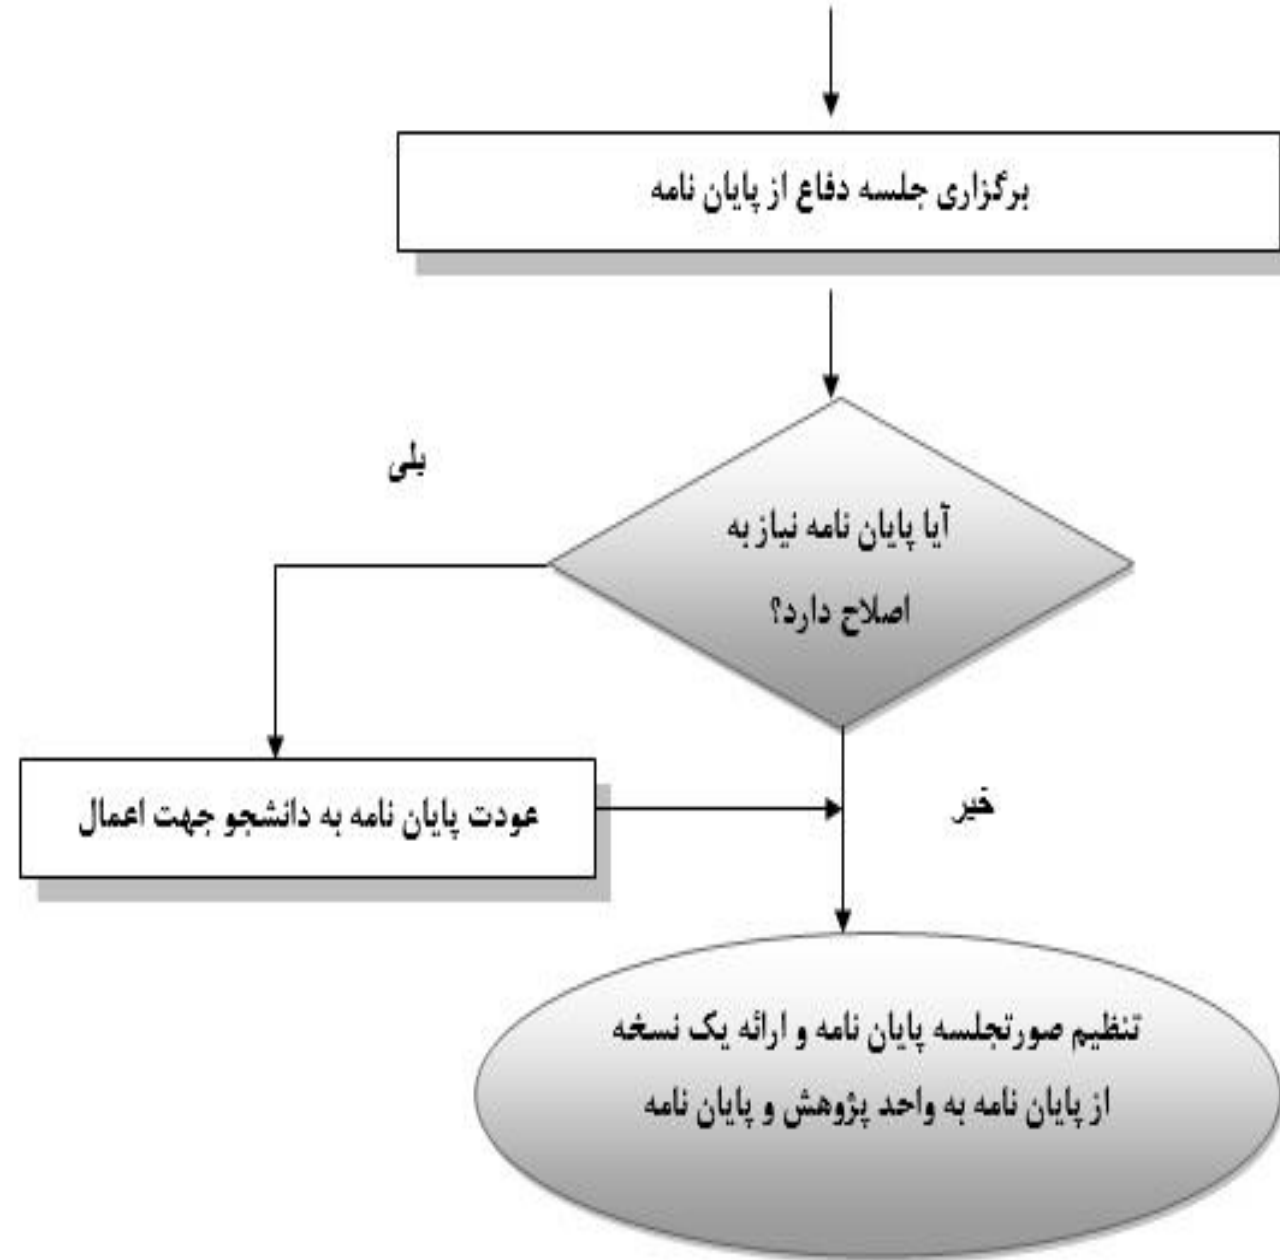 برگزاری جلسه دفاع از پایان نامه
بلی
آیا پایان نامه نیاز به
اصلاح دارد؟
عودت پایان نامه به دانشجو جهت اعمال
خیر
تنظیم صورتجلسه پایان نامه و ارائه یک نسخه
از پایان نامه به واحد پژوهش و پایان نامه